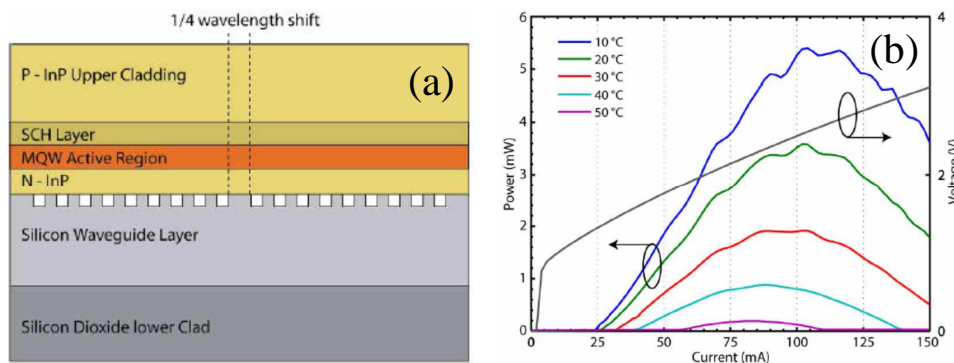 1/4 wavelength shift
(a)
P - InP Upper Cladding
SCH Layer
MQW Active Region
N - InP
Silicon Waveguide Layer
Silicon Dioxide lower Clad
(b)
10 °C
20 °C
30 °C
40 °C
50 °C
Power (mW)
6
5
4
3
2
1
0
Voltage (V)
4
2
0
0 25 50 75 100 125 150
Current (mA)